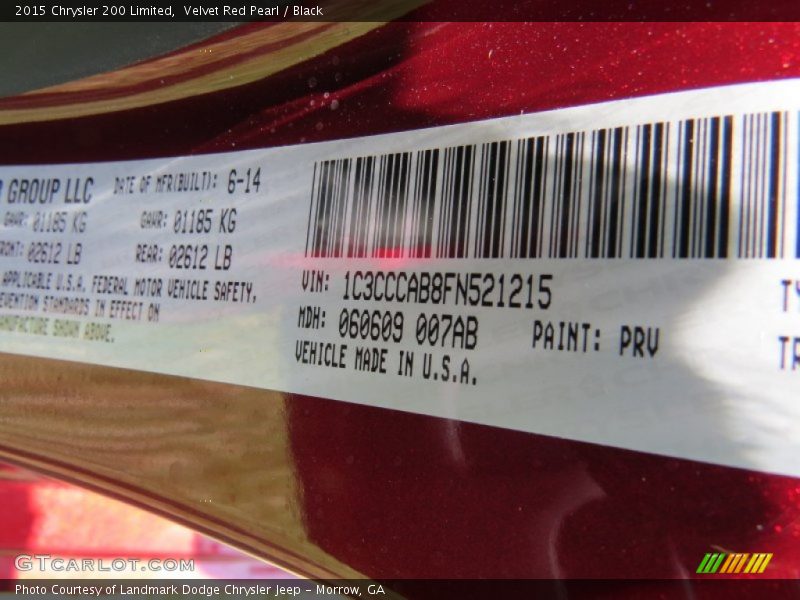 2015 Chrysler 200 Limited, Velvet Red Pearl / Black
GROUP LLC DATE OF MFR(BUILT): 6-14
GAWR: 01185 KG GAWR: 01185 KG
02612 LB REAR: 02612 LB
APPLICABLE U.S.A. FEDERAL MOTOR VEHICLE SAFETY,
STANDARDS IN EFFECT ON
SHOWN ABOVE.
VIN: 1C3CCCAB8FN521215
MDH: 060609 007AB PAINT: PRV
VEHICLE MADE IN U.S.A.
GTCARLOT.COM
Photo Courtesy of Landmark Dodge Chrysler Jeep - Morrow, GA